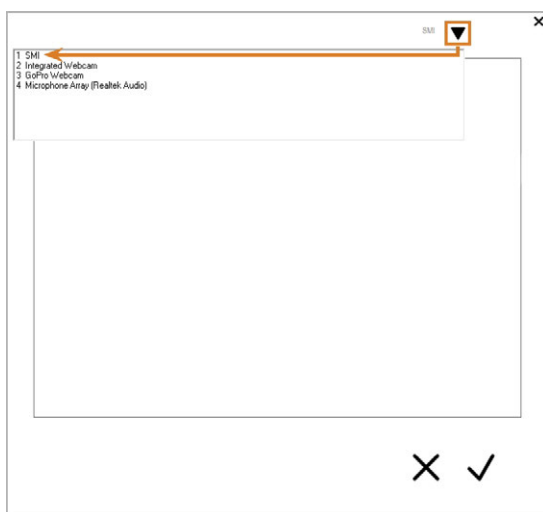 SMI
1 SMI
2 Integrated Webcam
3 GoPro Webcam
4 Microphone Array (Realtek Audio)